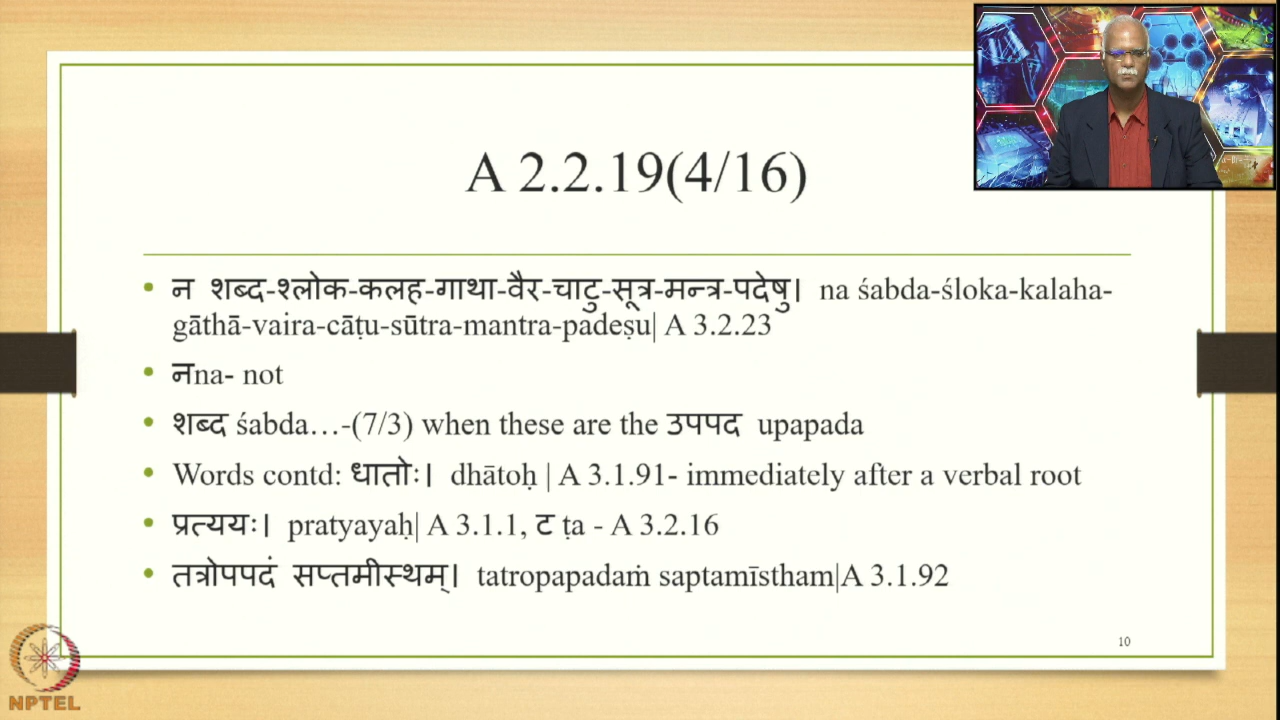 A 2.2.19(4/16)
न शब्द-श्लोक-कलह-गाथा-वैर-चाटु-सूत्र-मन्त्र-पदेषु। na śabda-śloka-kalaha-
gāthā-vaira-cāṭu-sūtra-mantra-padeṣu| A 3.2.23
नna- not
शब्द śabda…-(7/3) when these are the उपपद upapada
Words contd: धातोः। dhātoḥ | A 3.1.91- immediately after a verbal root
प्रत्ययः। pratyayaḥ| A 3.1.1, ट ṭa - A 3.2.16
तत्रोपपदं सप्तमीस्थम्। tatropapadaṁ saptamīstham|A 3.1.92
10
NPTEL